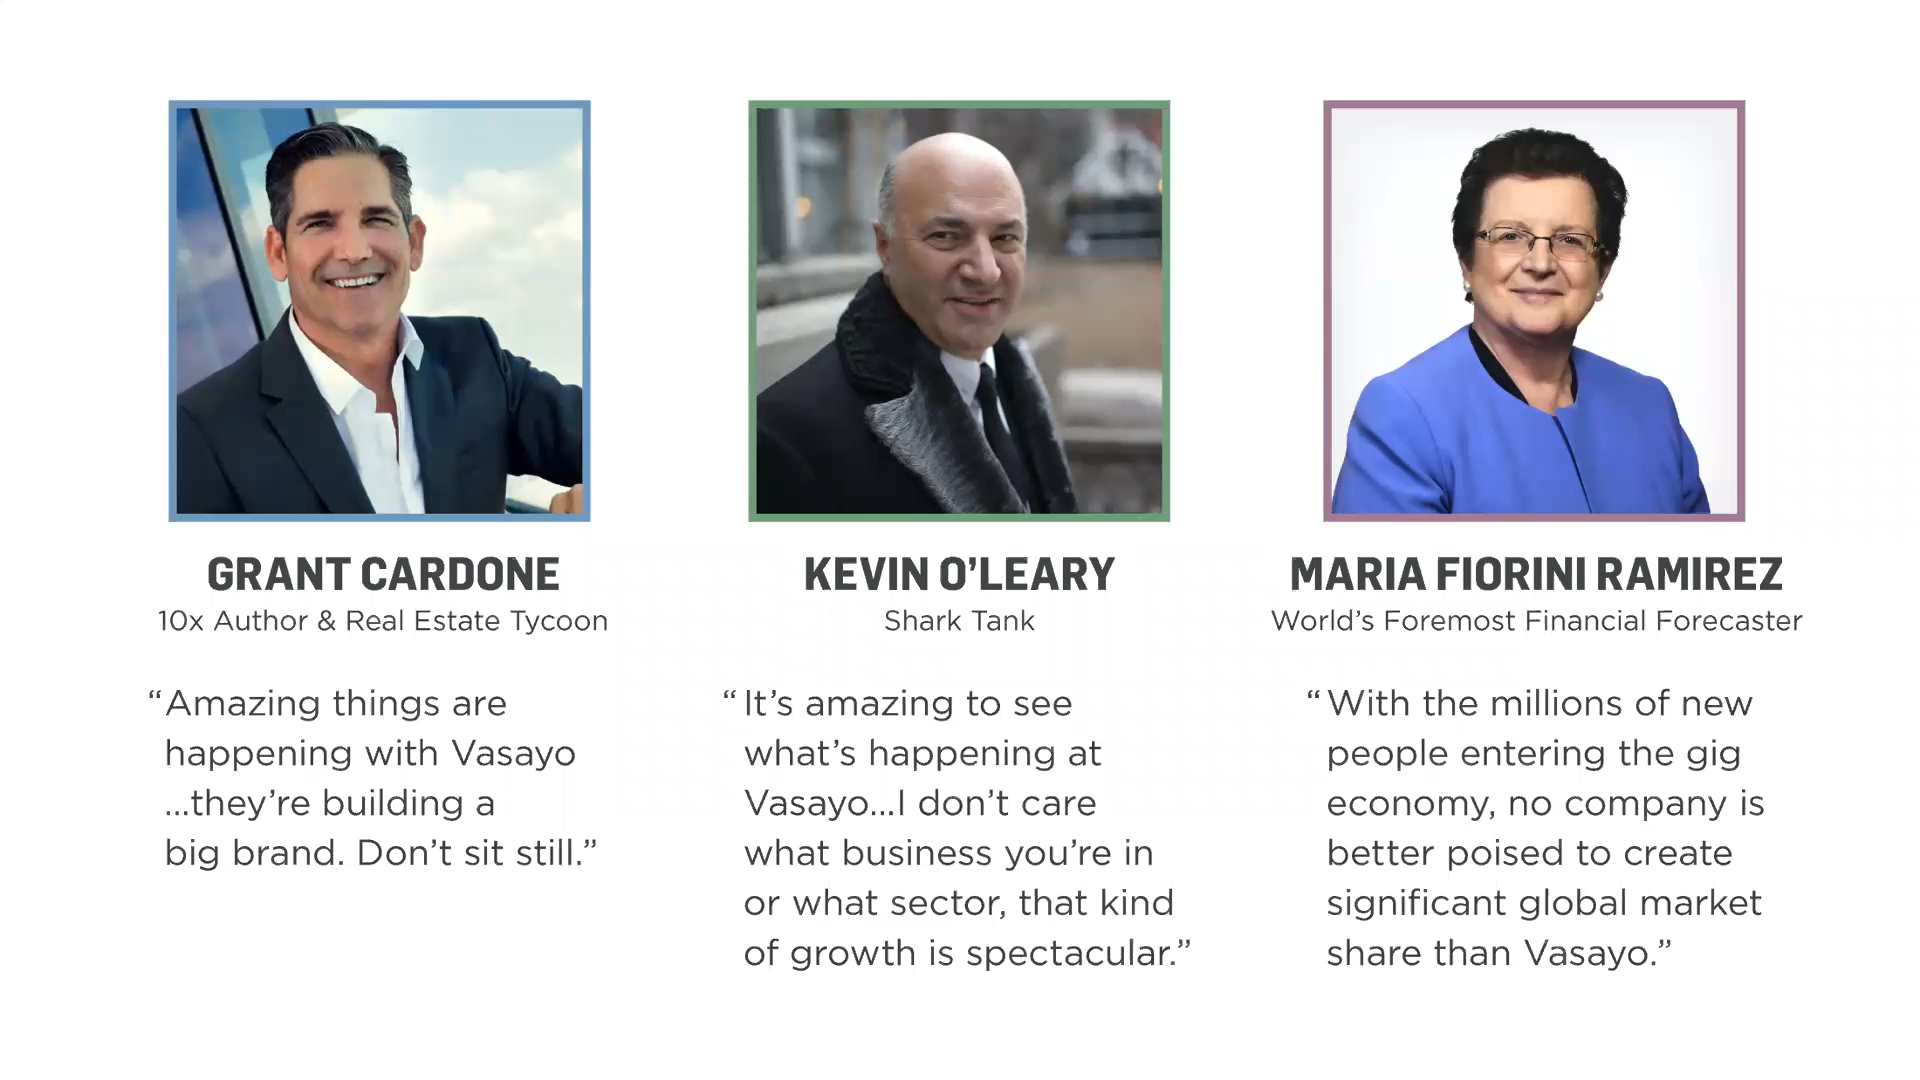 GRANT CARDONE
10x Author & Real Estate Tycoon
“Amazing things are
happening with Vasayo
...they’re building a
big brand. Don’t sit still.”
KEVIN O’LEARY
Shark Tank
“It’s amazing to see
what’s happening at
Vasayo...I don’t care
what business you’re in
or what sector, that kind
of growth is spectacular.”
MARIA FIORINI RAMIREZ
World’s Foremost Financial Forecaster
“With the millions of new
people entering the gig
economy, no company is
better poised to create
significant global market
share than Vasayo.”